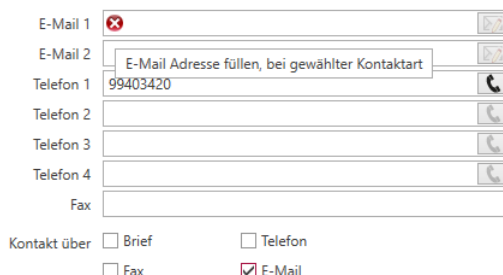 E-Mail 1
E-Mail 2
E-Mail Adresse füllen, bei gewählter Kontaktart
Telefon 1 99403420
Telefon 2
Telefon 3
Telefon 4
Fax
Kontakt über Brief Telefon
Fax E-Mail